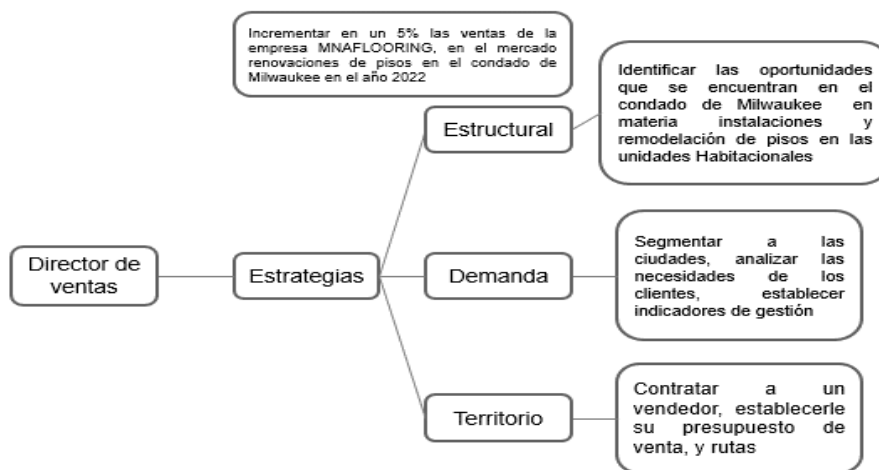 Incrementar en un 5% las ventas de la
empresa MNAFLOORING, en el mercado
renovaciones de pisos en el condado de
Milwaukee en el año 2022
Estructural
Identificar las oportunidades
que se encuentran en el
condado de Milwaukee en
materia instalaciones y
remodelación de pisos en las
unidades Habitacionales
Director de
ventas
Estrategias
Demanda
Segmentar a las
ciudades, analizar las
necesidades de los
clientes, establecer
indicadores de gestión
Territorio
Contratar a un
vendedor, establecerle
su presupuesto de
venta, y rutas